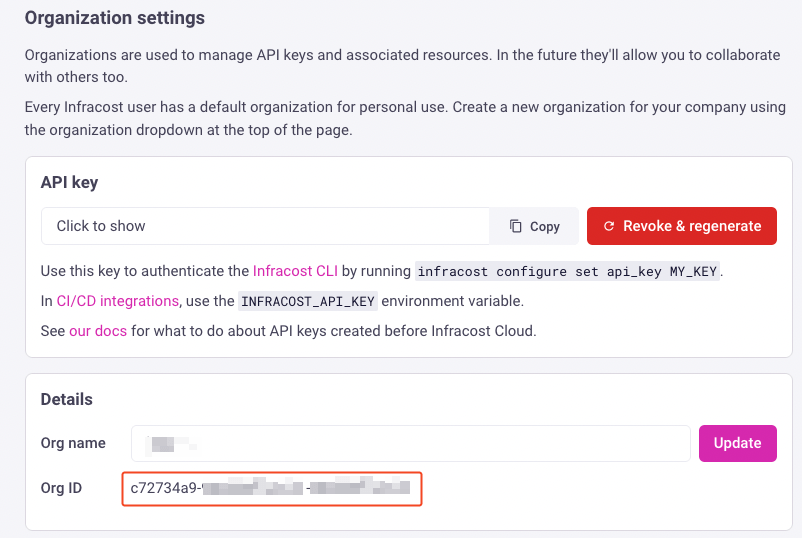 Organization settings
Organizations are used to manage API keys and associated resources. In the future they'll allow you to collaborate
with others too.
Every Infracost user has a default organization for personal use. Create a new organization for your company using
the organization dropdown at the top of the page.
API key
Click to show
Copy
Revoke & regenerate
Use this key to authenticate the Infracost CLI by running infracost configure set api_key MY_KEY.
In CI/CD integrations, use the INFRACOST_API_KEY environment variable.
See our docs for what to do about API keys created before Infracost Cloud.
Details
Org name
Update
Org ID
c72734a9-